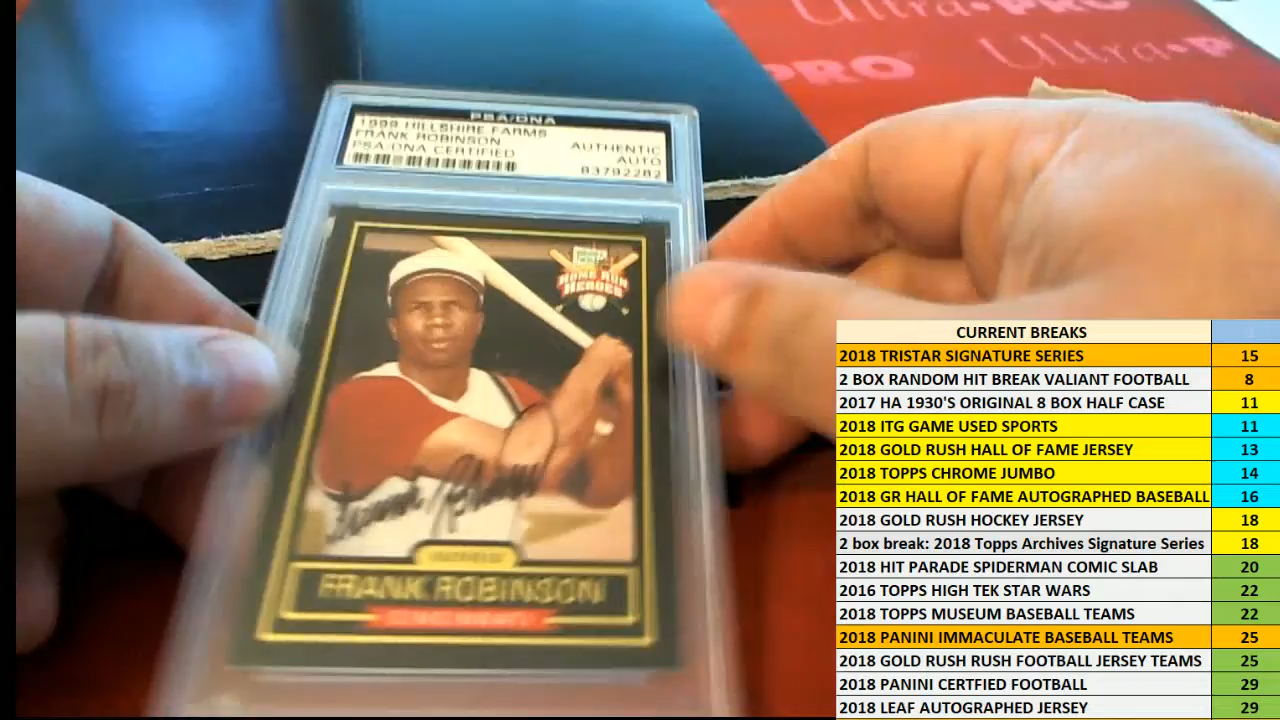 Ultra•PRO
PRO
Ultra•P
PSA/DNA
1999 HILLSHIRE FARMS
FRANK ROBINSON
AUTHENTIC
PSA/DNA CERTIFIED
AUTO
83792282
HOME RUN
HEROES
FRANK ROBINSON
CURRENT BREAKS
2018 TRISTAR SIGNATURE SERIES 15
2 BOX RANDOM HIT BREAK VALIANT FOOTBALL 8
2017 HA 1930'S ORIGINAL 8 BOX HALF CASE 11
2018 ITG GAME USED SPORTS 11
2018 GOLD RUSH HALL OF FAME JERSEY 13
2018 TOPPS CHROME JUMBO 14
2018 GR HALL OF FAME AUTOGRAPHED BASEBALL 16
2018 GOLD RUSH HOCKEY JERSEY 18
2 box break: 2018 Topps Archives Signature Series 18
2018 HIT PARADE SPIDERMAN COMIC SLAB 20
2016 TOPPS HIGH TEK STAR WARS 22
2018 TOPPS MUSEUM BASEBALL TEAMS 22
2018 PANINI IMMACULATE BASEBALL TEAMS 25
2018 GOLD RUSH RUSH FOOTBALL JERSEY TEAMS 25
2018 PANINI CERTFIED FOOTBALL 29
2018 LEAF AUTOGRAPHED JERSEY 29